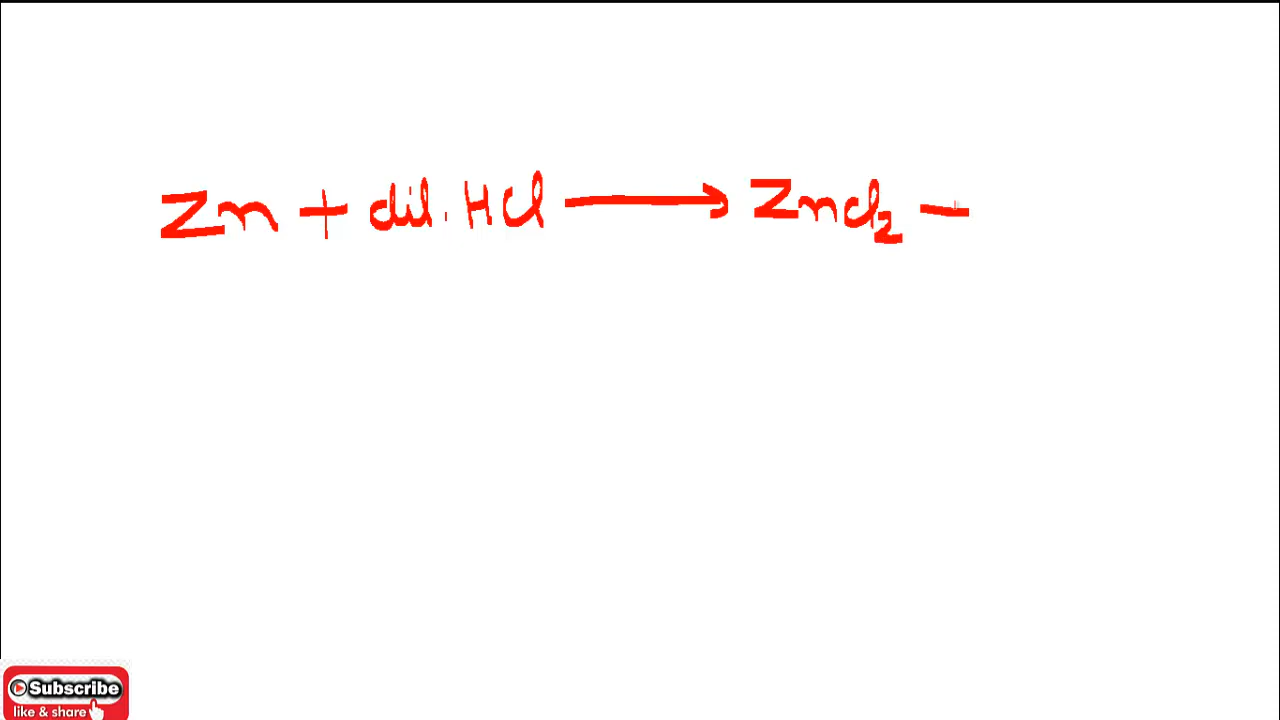 Zn + dil. HCl ⟶ ZnCl2 –
Subscribe
like & share